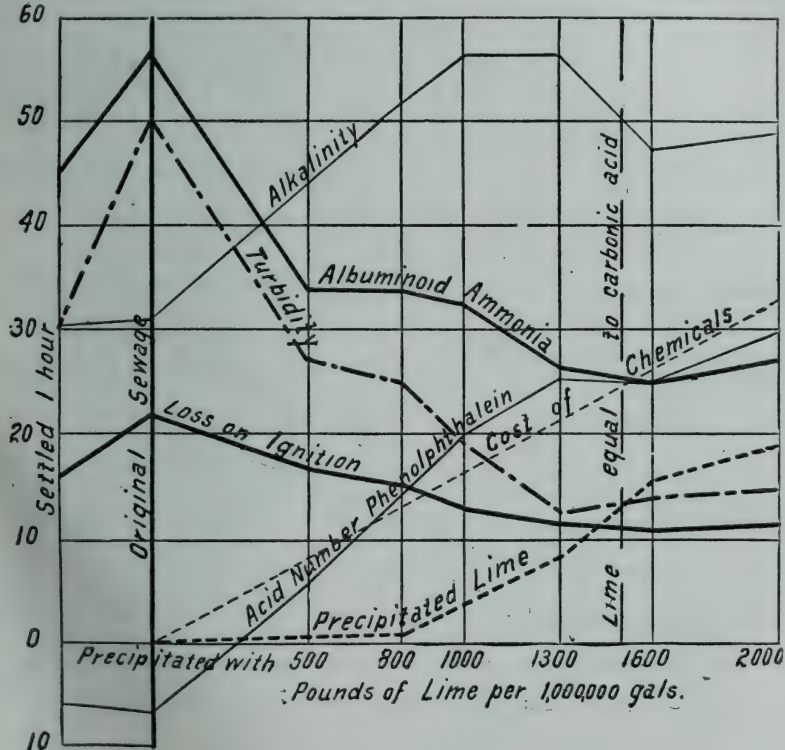 60
50
40
30
20
10
0
10
Settled 1 hour
Original Sewage
Alkalinity
Turbidity
Albuminoid Ammonia
Loss on Ignition
Acid Number Phenolphthalein
Cost of Chemicals
Precipitated Lime
Lime equal to carbonic acid
Precipitated with 500 800 1000 1300 1600 2000
Pounds of Lime per 1,000,000 gals.